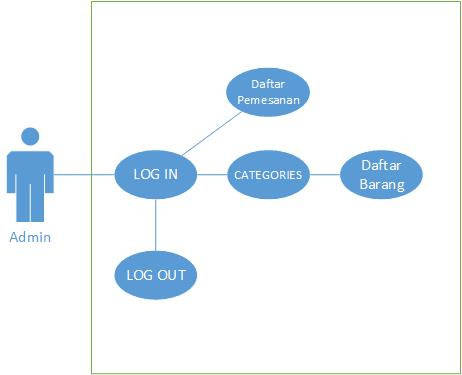 Daftar
Pemesanan
LOG IN
CATEGORIES
Daftar
Barang
Admin
LOG OUT